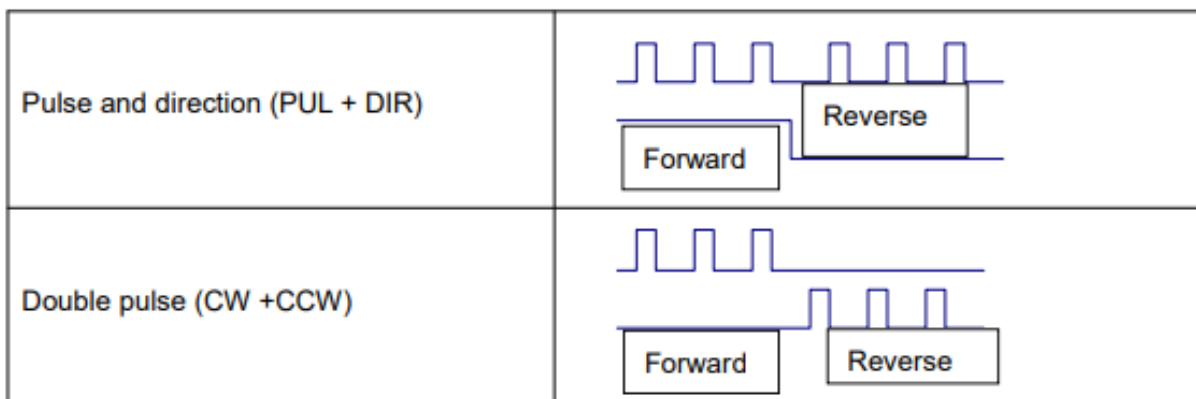 Pulse and direction (PUL + DIR)
Reverse
Forward
Double pulse (CW +CCW)
Forward
Reverse